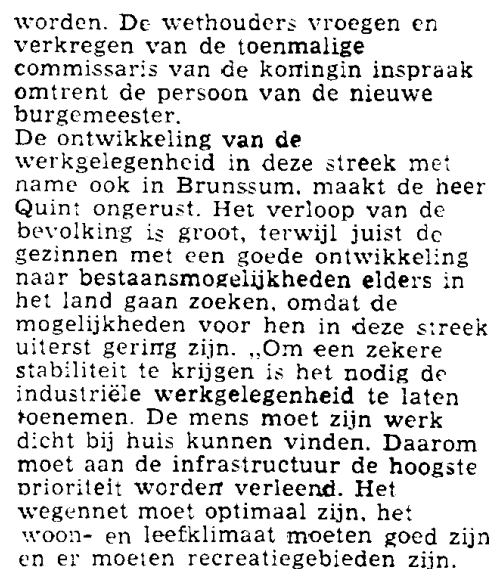 worden. De wethouders vroegen en
verkregen van de toenmalige
commissaris van de koningin inspraak
omtrent de persoon van de nieuwe
burgemeester.
De ontwikkeling van de
werkgelegenheid in deze streek met
name ook in Brunssum, maakt de heer
Quint ongerust. Het verloop van de
bevolking is groot, terwijl juist de
gezinnen met een goede ontwikkeling
naar bestaansmogelijkheden elders in
het land gaan zoeken, omdat de
mogelijkheden voor hen in deze streek
uiterst gering zijn. „Om een zekere
stabiliteit te krijgen is het nodig de
industriële werkgelegenheid te laten
toenemen. De mens moet zijn werk
dicht bij huis kunnen vinden. Daarom
moet aan de infrastructuur de hoogste
prioriteit worden verleend. Het
wegennet moet optimaal zijn, het
woon- en leefklimaat moeten goed zijn
en er moeten recreatiegebieden zijn.